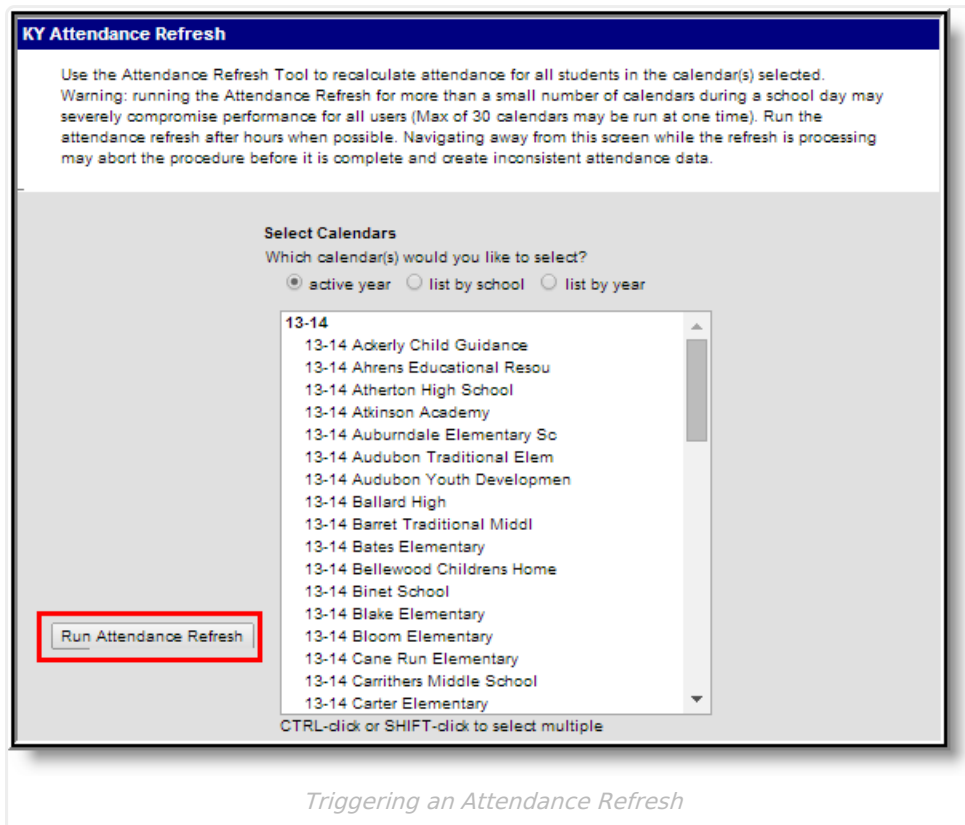 KY Attendance Refresh
Use the Attendance Refresh Tool to recalculate attendance for all students in the calendar(s) selected.
Warning: running the Attendance Refresh for more than a small number of calendars during a school day may
severely compromise performance for all users (Max of 30 calendars may be run at one time). Run the
attendance refresh after hours when possible. Navigating away from this screen while the refresh is processing
may abort the procedure before it is complete and create inconsistent attendance data.
Select Calendars
Which calendar(s) would you like to select?
active year list by school list by year
13-14
13-14 Ackerly Child Guidance
13-14 Ahrens Educational Resou
13-14 Atherton High School
13-14 Atkinson Academy
13-14 Auburndale Elementary Sc
13-14 Audubon Traditional Elem
13-14 Audubon Youth Developmen
13-14 Ballard High
13-14 Barret Traditional Middl
13-14 Bates Elementary
13-14 Bellewood Childrens Home
13-14 Binet School
13-14 Blake Elementary
Run Attendance Refresh
13-14 Bloom Elementary
13-14 Cane Run Elementary
13-14 Carrithers Middle School
13-14 Carter Elementary
CTRL-click or SHIFT-click to select multiple
Triggering an Attendance Refresh